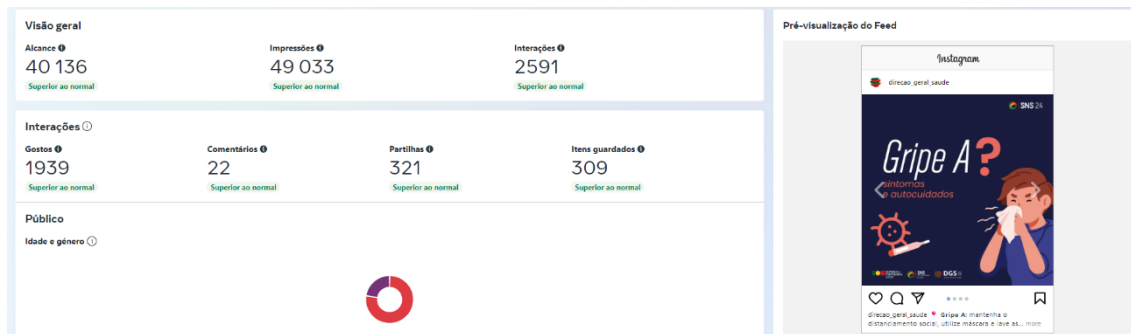 Visão geral
Alcance
40 136
Superior ao normal
Impressões
49 033
Superior ao normal
Interações
2591
Superior ao normal
Interações
Gostos
1939
Superior ao normal
Comentários
22
Superior ao normal
Partilhas
321
Superior ao normal
Itens guardados
309
Superior ao normal
Público
Idade e género
Pré-visualização do Feed
Instagram
direcao_geral_saude
SNS 24
Gripe A?
sintomas
e autocuidados
SNS
DGS
direcao_geral_saude Gripe A: mantenha o
distanciamento social, utilize máscara e lave as... more